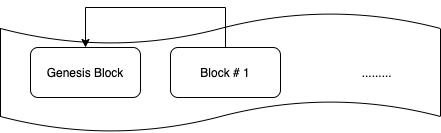 Genesis Block
Block # 1
.........